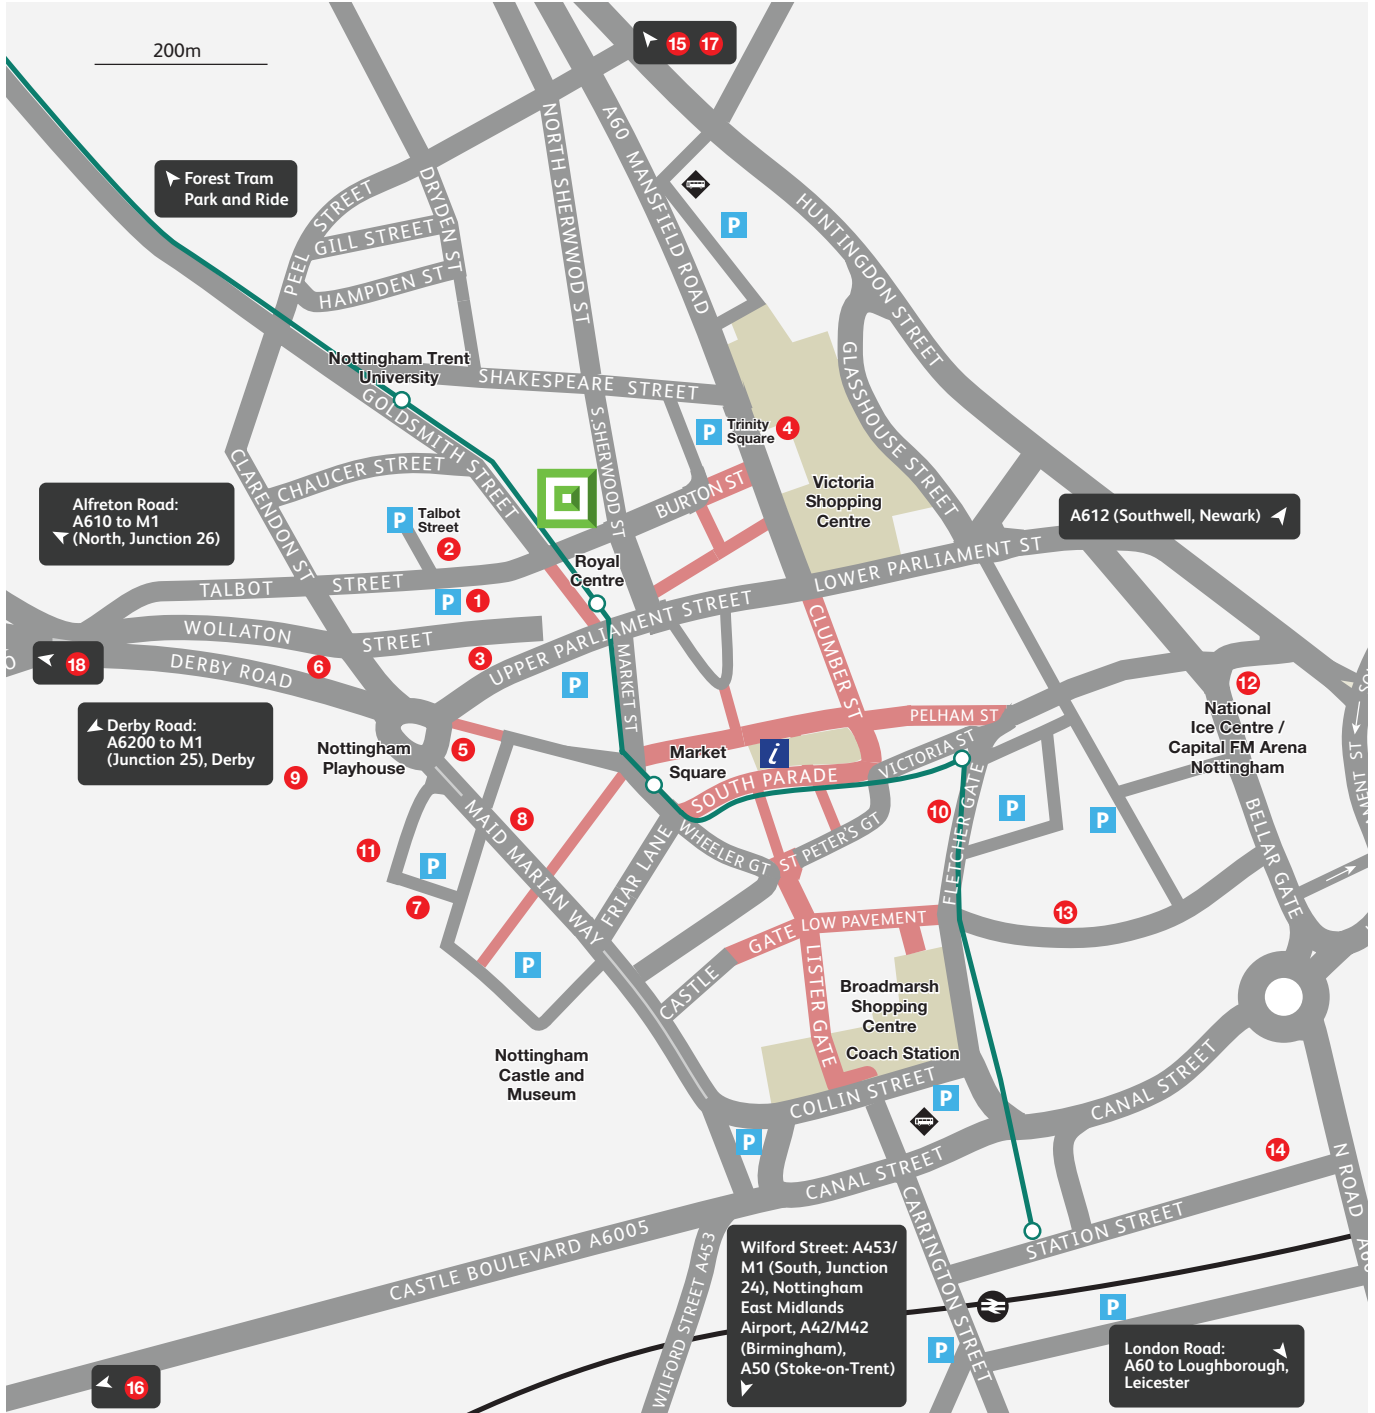 200m
15 17
Forest Tram
Park and Ride
P
PEEL STREET
GILL STREET
HAMPDEN ST
DRYDEN ST
NORTH SHERWWOD ST
A60 MANSFIELD ROAD
HUNTINGDON STREET
GLASSHOUSE STREET
Nottingham Trent
University
SHAKESPEARE STREET
GOLDSMITH STREET
S.SHERWOOD ST
P
Trinity
Square
4
CLARENDON ST
CHAUCER STREET
BURTON ST
Victoria
Shopping
Centre
Alfreton Road:
A610 to M1
(North, Junction 26)
P
Talbot
Street
2
A612 (Southwell, Newark)
Royal
Centre
TALBOT STREET
P 1
LOWER PARLIAMENT ST
WOLLATON STREET
UPPER PARLIAMENT STREET
18
6
3
DERBY ROAD
P
MARKET ST
CLUMBER ST
12
National
Ice Centre /
Capital FM Arena
Nottingham
Derby Road:
A6200 to M1
(Junction 25), Derby
Nottingham
Playhouse
5
9
PELHAM ST
VICTORIA ST
Market
Square
i
SOUTH PARADE
8
MAID MARIAN WAY
WHEELER GT
ST PETER'S GT
10
FLETCHER GATE
P
P
BELLAR GATE
11
P
7
FRIAR LANE
13
LOW PAVEMENT
CASTLE GATE
LISTER GATE
P
Broadmarsh
Shopping
Centre
Coach Station
Nottingham
Castle and
Museum
COLLIN STREET
P
P
CANAL STREET
CANAL STREET
14
N ROAD
CARRINGTON STREET
STATION STREET
CASTLE BOULEVARD A6005
WILFORD STREET A453
Wilford Street: A453/
M1 (South, Junction
24), Nottingham
East Midlands
Airport, A42/M42
(Birmingham),
A50 (Stoke-on-Trent)
P
P
London Road:
A60 to Loughborough,
Leicester
16